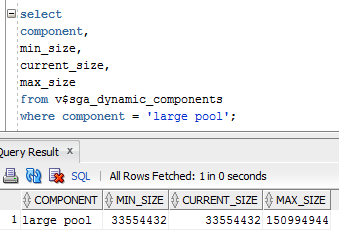 select
component,
min_size,
current_size,
max_size
from v$sga_dynamic_components
where component = 'large pool';
Query Result x
SQL | All Rows Fetched: 1 in 0 seconds
COMPONENT MIN_SIZE CURRENT_SIZE MAX_SIZE
1 large pool 33554432 33554432 150994944